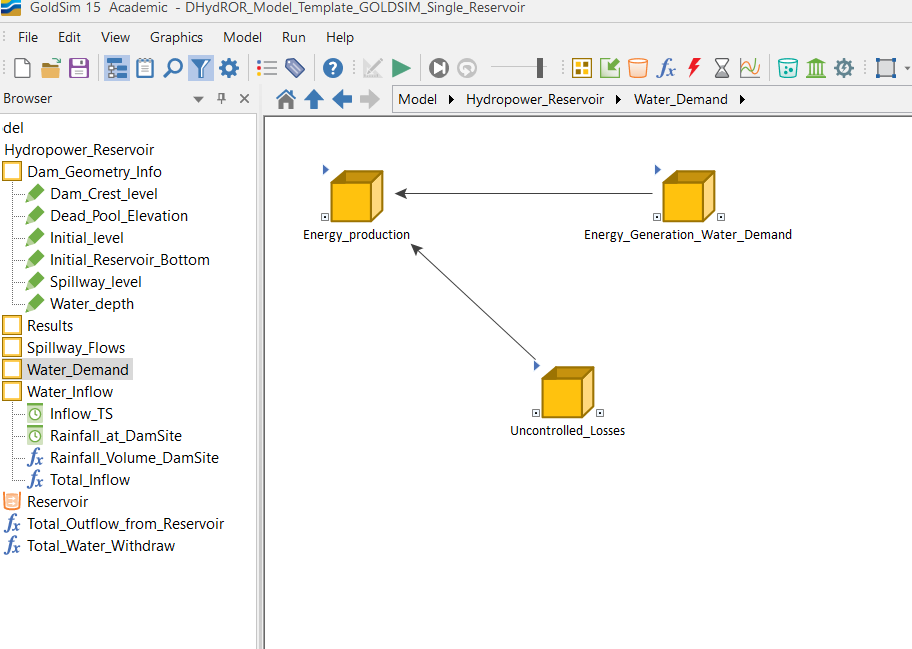 GoldSim 15 Academic - DHydROR_Model_Template_GOLDSIM_Single_Reservoir
File Edit View Graphics Model Run Help
Browser
Model Hydropower_Reservoir Water_Demand
del
Hydropower_Reservoir
Dam_Geometry_Info
Dam_Crest_level
Dead_Pool_Elevation
Initial_level
Initial_Reservoir_Bottom
Spillway_level
Water_depth
Results
Spillway_Flows
Water_Demand
Water_Inflow
Inflow_TS
Rainfall_at_DamSite
Rainfall_Volume_DamSite
Total_Inflow
Reservoir
Total_Outflow_from_Reservoir
Total_Water_Withdraw
Energy_production
Energy_Generation_Water_Demand
Uncontrolled_Losses